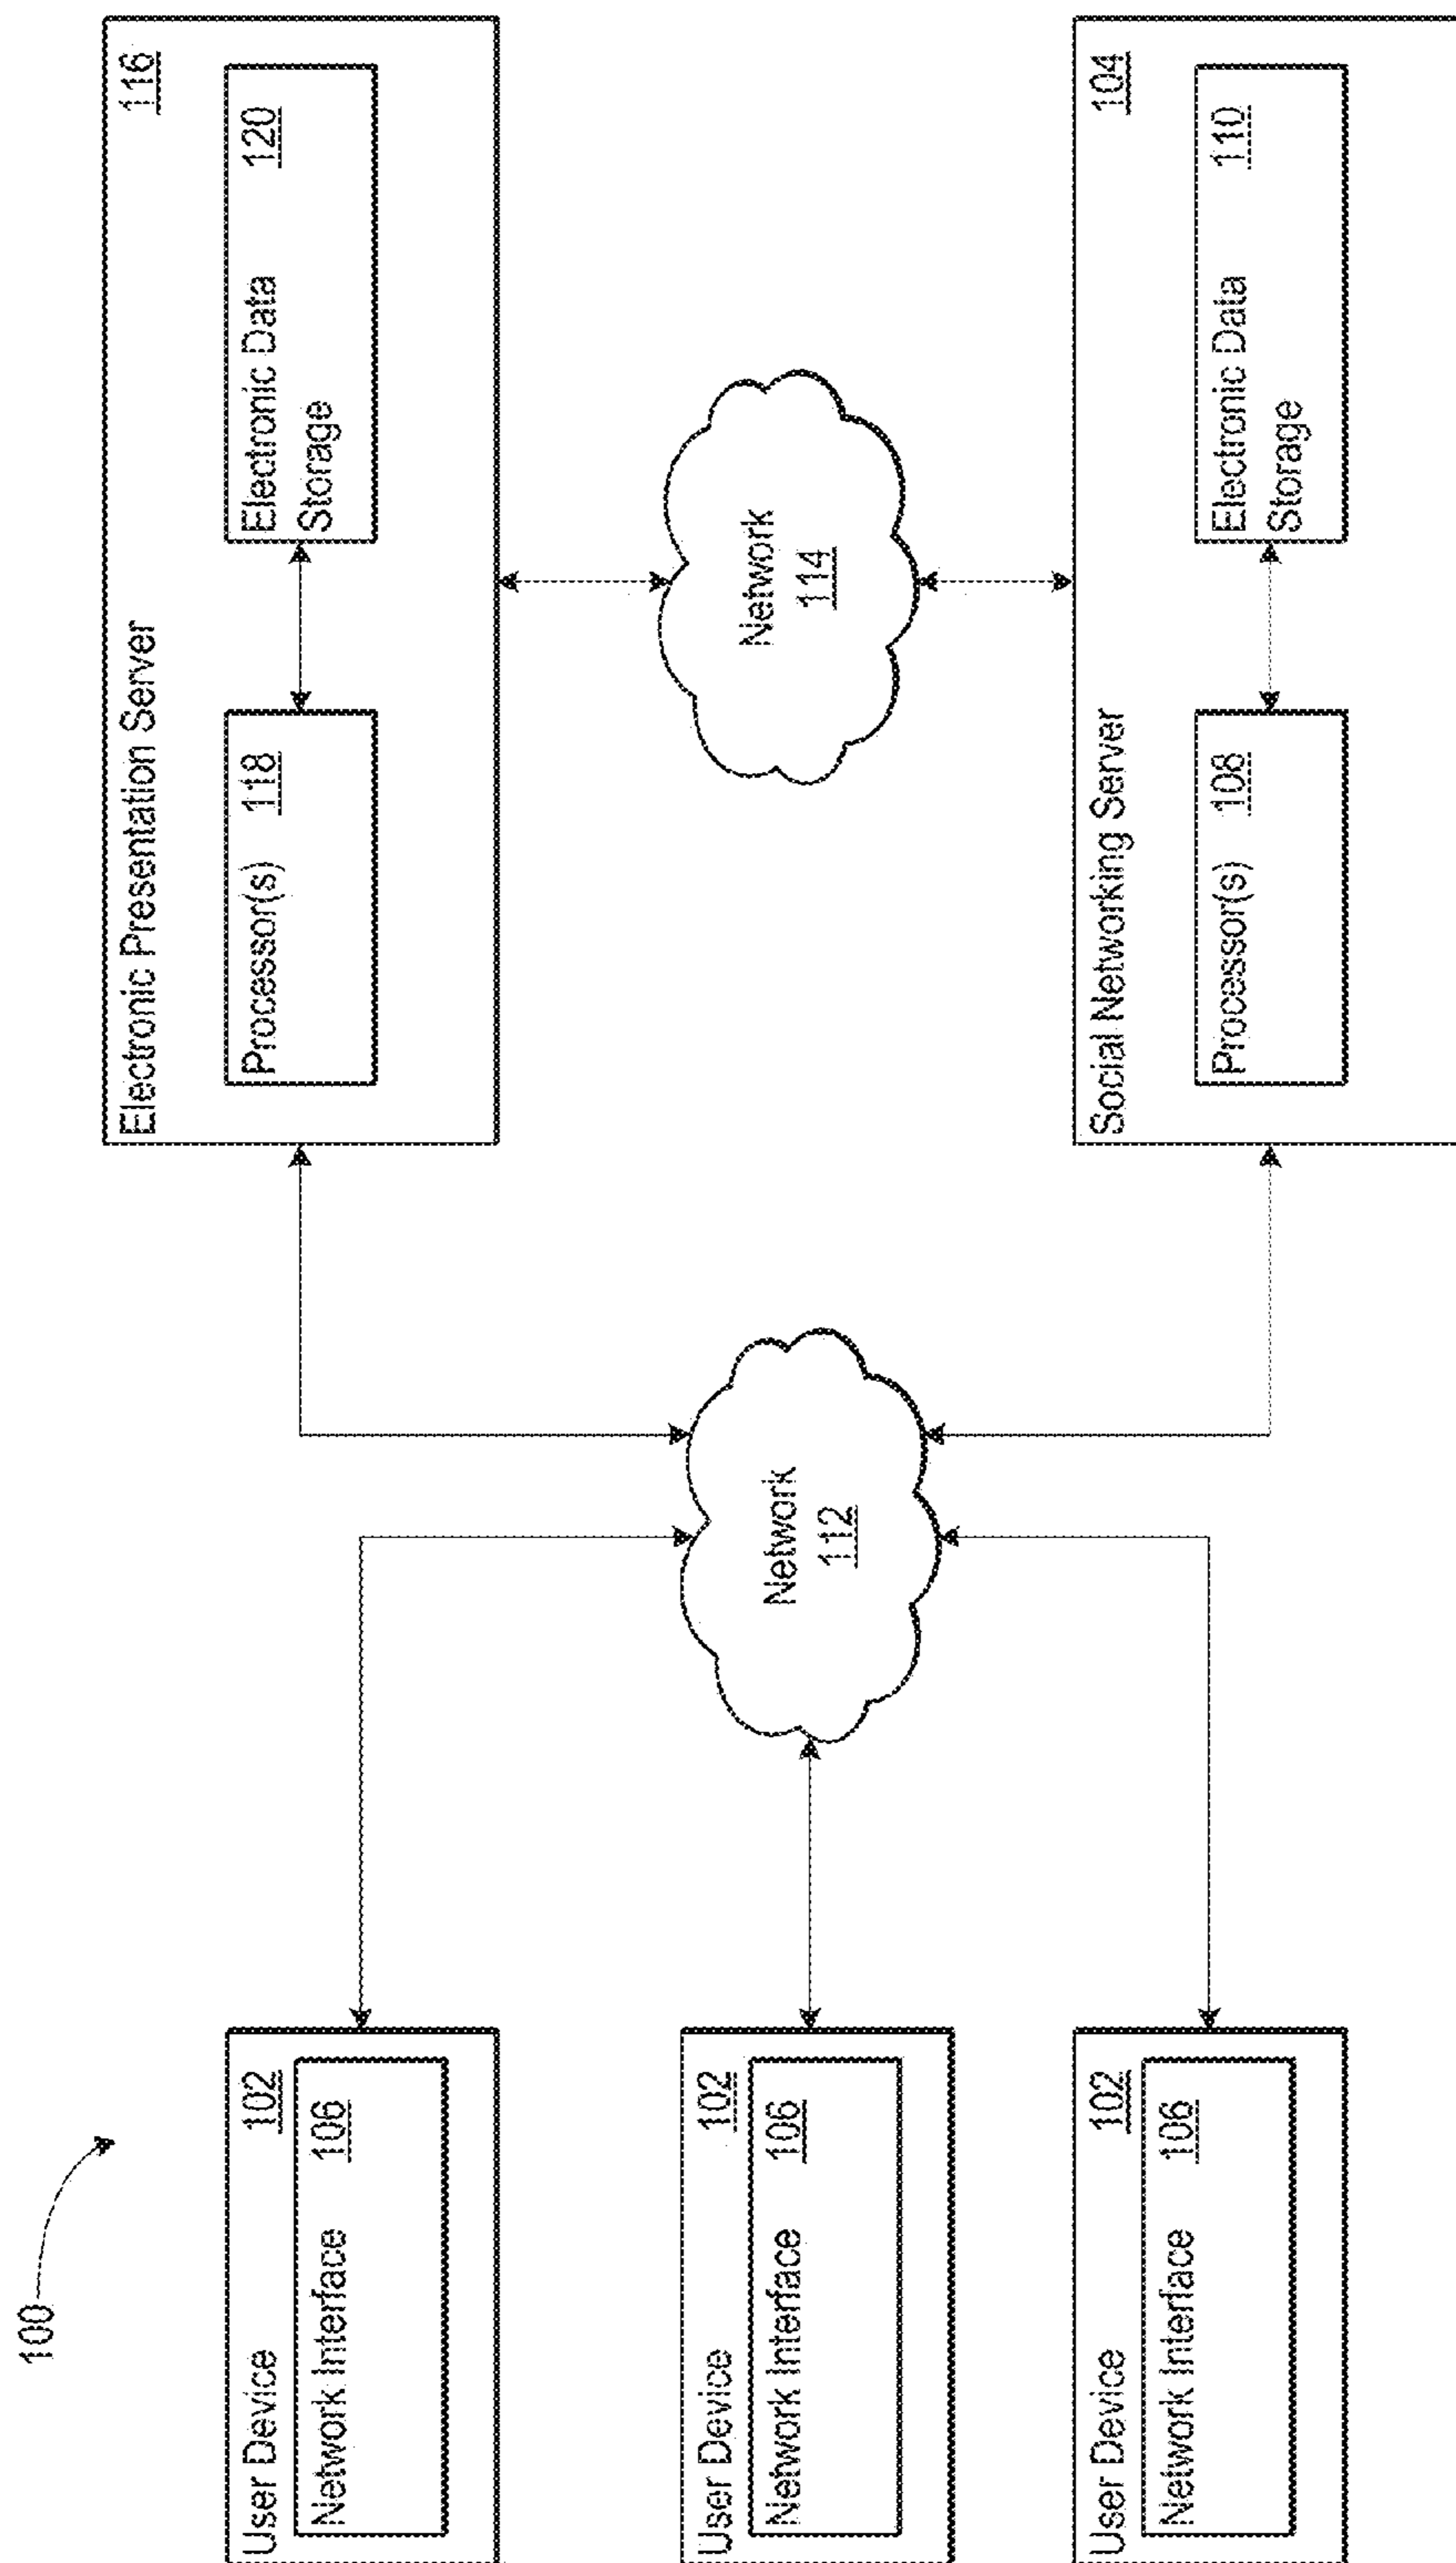 100
User Device 102
Network Interface 106
User Device 102
Network Interface 106
User Device 102
Network Interface 106
Network
112
Electronic Presentation Server 116
Processor(s) 118
Electronic Data 120
Storage
Network
114
Social Networking Server 104
Processor(s) 108
Electronic Data 110
Storage